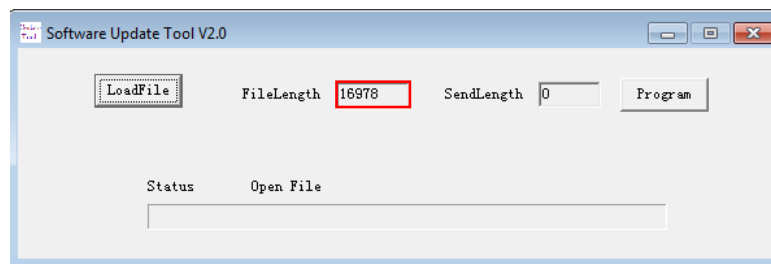 Software Update Tool V2.0
LoadFile FileLength 16978 SendLength 0 Program
Status Open File